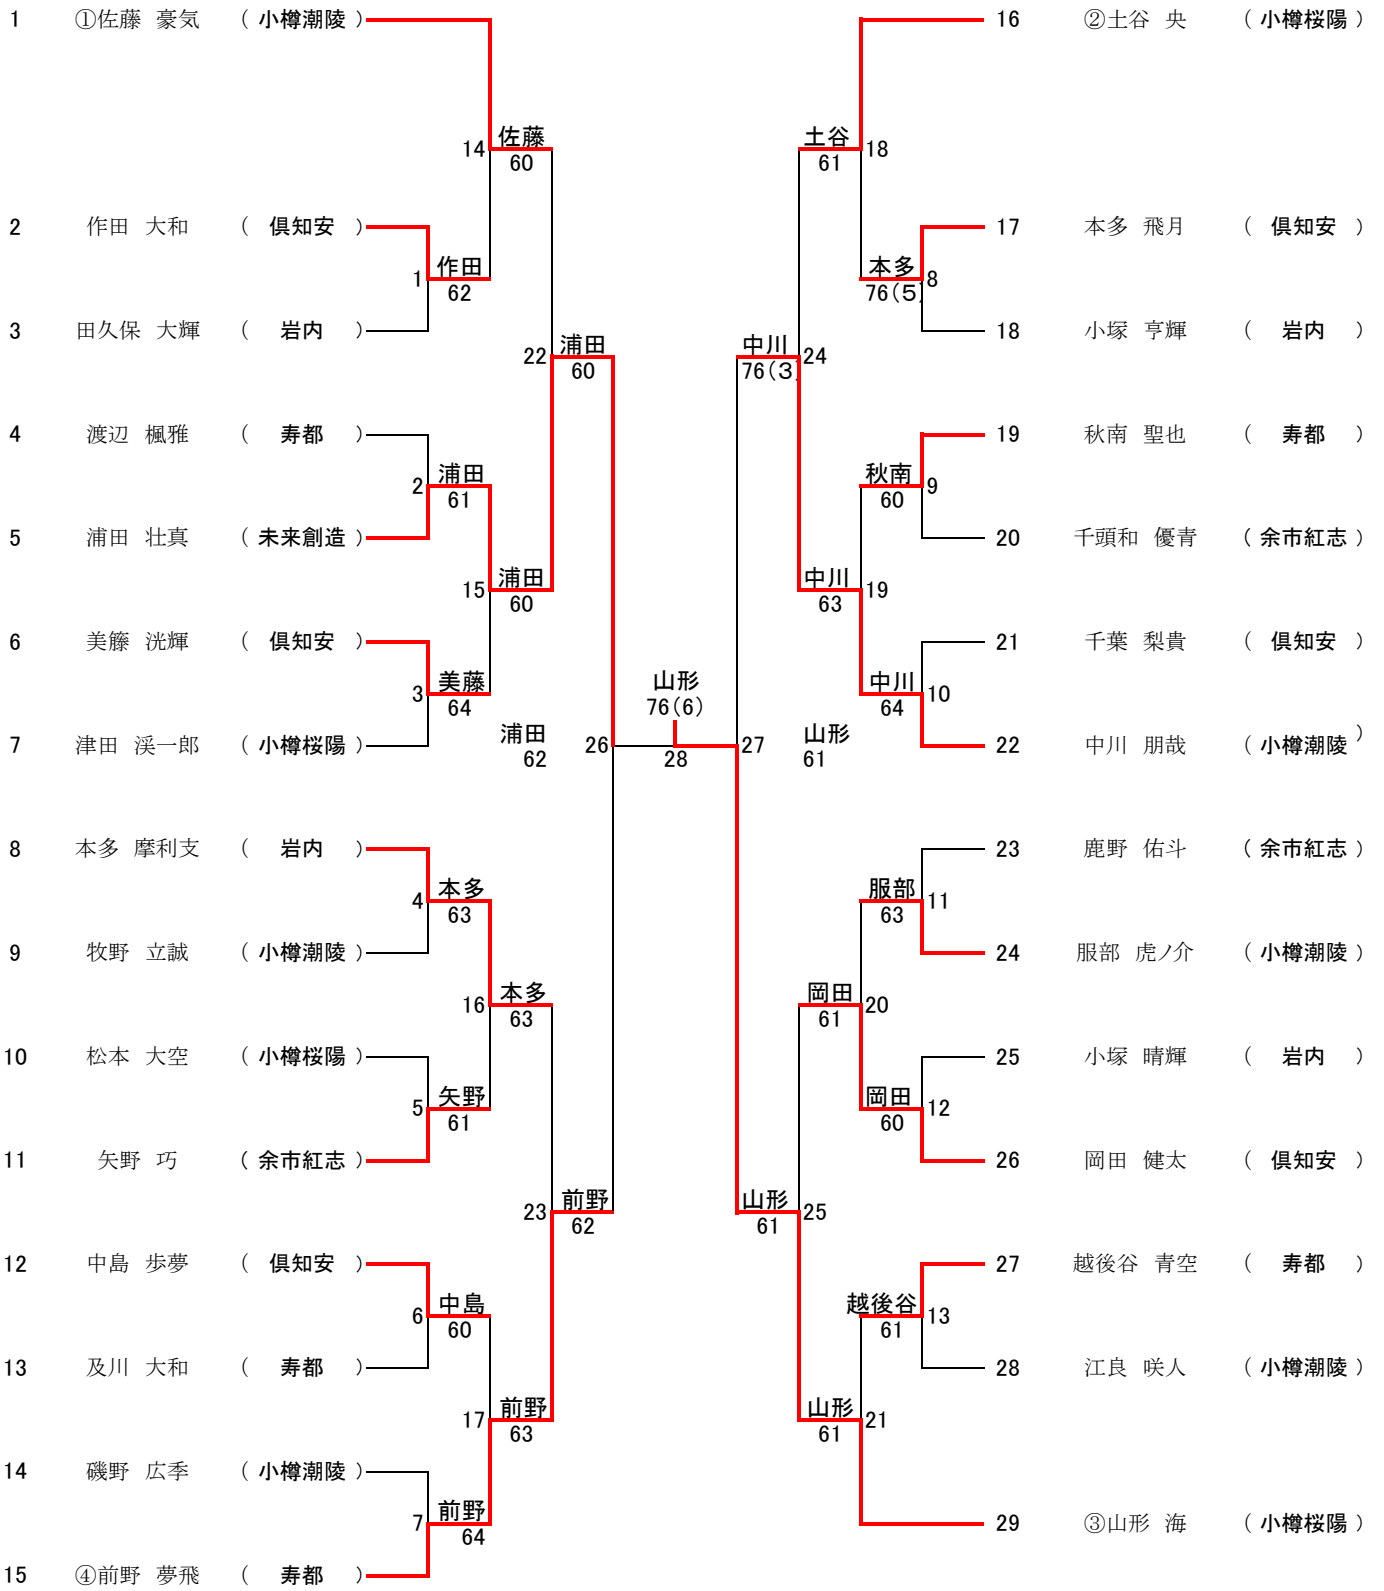 1 ①佐藤 豪気 ( 小樽潮陵 ) 16 ②土谷 央 ( 小樽桜陽 )
14 佐藤 土谷 18
60 61
2 作田 大和 ( 倶知安 ) 17 本多 飛月 ( 倶知安 )
1 作田 本多 8
62 76(5)
3 田久保 大輝 ( 岩内 ) 18 小塚 亨輝 ( 岩内 )
22 浦田 中川 24
60 76(3)
4 渡辺 楓雅 ( 寿都 ) 19 秋南 聖也 ( 寿都 )
2 浦田 秋南 9
61 60
5 浦田 壮真 ( 未来創造 ) 20 千頭和 優青 ( 余市紅志 )
15 浦田 中川 19
60 63
6 美籐 洸輝 ( 倶知安 ) 21 千葉 梨貴 ( 倶知安 )
3 美藤 山形 中川 10
64 76(6) 64
7 津田 渓一郎 ( 小樽桜陽 ) 浦田 26 27 山形 22 中川 朋哉 ( 小樽潮陵 )
62 28 61
8 本多 摩利支 ( 岩内 ) 23 鹿野 佑斗 ( 余市紅志 )
4 本多 服部 11
63 63
9 牧野 立誠 ( 小樽潮陵 ) 24 服部 虎ノ介 ( 小樽潮陵 )
16 本多 岡田 20
63 61
10 松本 大空 ( 小樽桜陽 ) 25 小塚 晴輝 ( 岩内 )
5 矢野 岡田 12
61 60
11 矢野 巧 ( 余市紅志 ) 26 岡田 健太 ( 倶知安 )
23 前野 山形 25
62 61
12 中島 歩夢 ( 倶知安 ) 27 越後谷 青空 ( 寿都 )
6 中島 越後谷 13
60 61
13 及川 大和 ( 寿都 ) 28 江良 咲人 ( 小樽潮陵 )
17 前野 山形 21
63 61
14 磯野 広季 ( 小樽潮陵 )
7 前野 29 ③山形 海 ( 小樽桜陽 )
64
15 ④前野 夢飛 ( 寿都 )